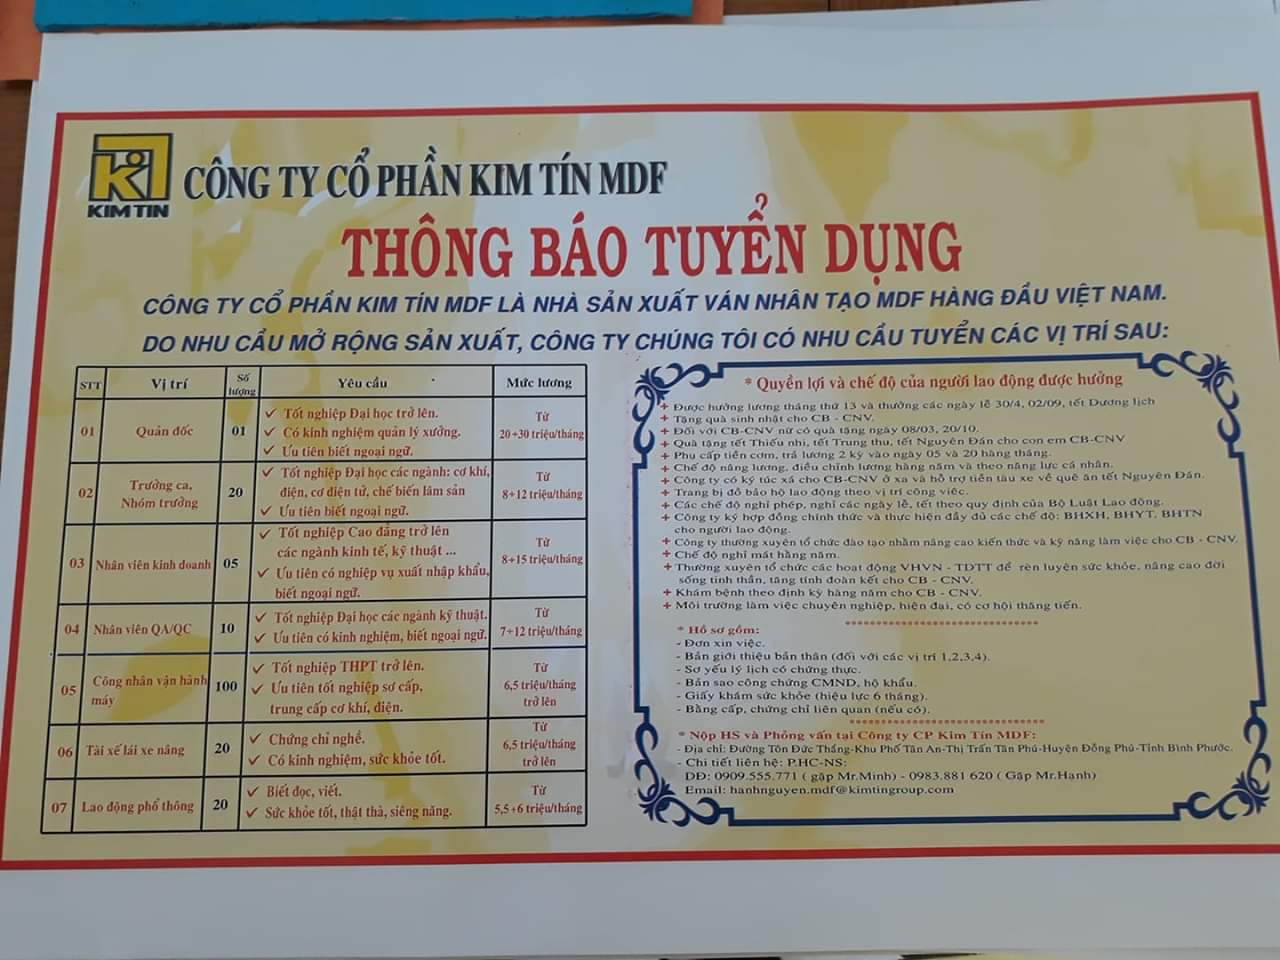 KIM TIN
CÔNG TY CỔ PHẦN KIM TÍN MDF
THÔNG BÁO TUYỂN DỤNG
CÔNG TY CỔ PHẦN KIM TÍN MDF LÀ NHÀ SẢN XUẤT VÁN NHÂN TẠO MDF HÀNG ĐẦU VIỆT NAM.
DO NHU CẦU MỞ RỘNG SẢN XUẤT, CÔNG TY CHÚNG TÔI CÓ NHU CẦU TUYỂN CÁC VỊ TRÍ SAU:
STT Vị trí Số lượng Yêu cầu Mức lương
01 Quản đốc 01
✓ Tốt nghiệp Đại học trở lên.
✓ Có kinh nghiệm quản lý xưởng.
✓ Ưu tiên biết ngoại ngữ.
Từ
20÷30 triệu/tháng
02 Trưởng ca,
Nhóm trưởng
20
✓ Tốt nghiệp Đại học các ngành: cơ khí,
điện, cơ điện tử, chế biến lâm sản
✓ Ưu tiên biết ngoại ngữ.
Từ
8÷12 triệu/tháng
03 Nhân viên kinh doanh 05
✓ Tốt nghiệp Cao đẳng trở lên
các ngành kinh tế, kỹ thuật ...
✓ Ưu tiên có nghiệp vụ xuất nhập khẩu,
biết ngoại ngữ.
Từ
8÷15 triệu/tháng
04 Nhân viên QA/QC 10
✓ Tốt nghiệp Đại học các ngành kỹ thuật.
✓ Ưu tiên có kinh nghiệm, biết ngoại ngữ.
Từ
7÷12 triệu/tháng
05 Công nhân vận hành
máy
100
✓ Tốt nghiệp THPT trở lên.
✓ Ưu tiên tốt nghiệp sơ cấp,
trung cấp cơ khí, điện.
Từ
6,5 triệu/tháng
trở lên
06 Tài xế lái xe nâng 20
✓ Chứng chỉ nghề.
✓ Có kinh nghiệm, sức khỏe tốt.
Từ
6,5 triệu/tháng
trở lên
07 Lao động phổ thông 20
✓ Biết đọc, viết.
✓ Sức khỏe tốt, thật thà, siêng năng.
Từ
5,5÷6 triệu/tháng
* Quyền lợi và chế độ của người lao động được hưởng
+ Được hưởng lương tháng thứ 13 và thưởng các ngày lễ 30/4, 02/09, tết Dương lịch
+ Tặng quà sinh nhật cho CB - CNV.
+ Đối với CB-CNV nữ có quà tặng ngày 08/03, 20/10.
+ Quà tặng tết Thiếu nhi, tết Trung thu, tết Nguyên Đán cho con em CB-CNV
+ Phụ cấp tiền cơm, trả lương 2 kỳ vào ngày 05 và 20 hàng tháng.
+ Chế độ nâng lương, điều chỉnh lương hàng năm và theo năng lực cá nhân.
+ Công ty có ký túc xá cho CB-CNV ở xa và hỗ trợ tiền tàu xe về quê ăn tết Nguyên Đán.
+ Trang bị đồ bảo hộ lao động theo vị trí công việc.
+ Các chế độ nghỉ phép, nghỉ các ngày lễ, tết theo quy định của Bộ Luật Lao động.
+ Công ty ký hợp đồng chính thức và thực hiện đầy đủ các chế độ: BHXH, BHYT, BHTN
cho người lao động.
+ Công ty thường xuyên tổ chức đào tạo nhằm nâng cao kiến thức và kỹ năng làm việc cho CB - CNV.
+ Chế độ nghỉ mát hằng năm.
+ Thường xuyên tổ chức các hoạt động VHVN - TDTT để rèn luyện sức khỏe, nâng cao đời
sống tinh thần, tăng tính đoàn kết cho CB - CNV.
+ Khám bệnh theo định kỳ hàng năm cho CB - CNV.
+ Môi trường làm việc chuyên nghiệp, hiện đại, có cơ hội thăng tiến.
* Hồ sơ gồm:
- Đơn xin việc.
- Bản giới thiệu bản thân (đối với các vị trí 1,2,3,4).
- Sơ yếu lý lịch có chứng thực.
- Bản sao công chứng CMND, hộ khẩu.
- Giấy khám sức khỏe (hiệu lực 6 tháng).
- Bằng cấp, chứng chỉ liên quan (nếu có).
* Nộp HS và Phỏng vấn tại Công ty CP Kim Tín MDF:
- Địa chỉ: Đường Tôn Đức Thắng-Khu Phố Tân An-Thị Trấn Tân Phú-Huyện Đồng Phú-Tỉnh Bình Phước.
- Chi tiết liên hệ: P.HC-NS:
DĐ: 0909.555.771 ( gặp Mr.Minh) - 0983.881 620 ( Gặp Mr.Hạnh)
Email: hanhnguyen.mdf@kimtingroup.com